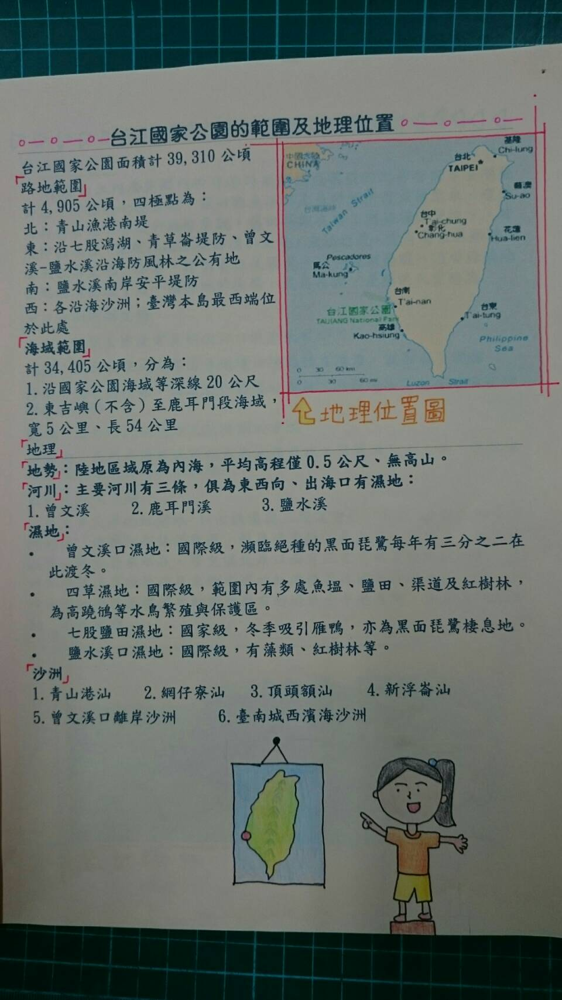 台江國家公園的範圍及地理位置
台江國家公園面積計 39,310 公頃
「路地範圍」
計 4,905 公頃，四極點為：
北：青山漁港南堤
東：沿七股潟湖、青草崙堤防、曾文
溪-鹽水溪沿海防風林之公有地
南：鹽水溪南岸安平堤防
西：各沿海沙洲；臺灣本島最西端位
於此處
「海域範圍」
計 34,405 公頃，分為：
1.沿國家公園海域等深線 20 公尺
2.東吉嶼（不含）至鹿耳門段海域，
寬 5 公里、長 54 公里
CHINA
台灣海峽
Taiwan Strait
基隆
Chi-lung
台北
TAIPEI
蘇澳
Su-ao
台中
T'ai-chung
彰化
Chang-hua
花蓮
Hua-lien
Pescadores
馬公
Ma-kung
台南
T'ai-nan
台江國家公園
TAIJIANG National Park
高雄
Kao-hsiung
台東
T'ai-tung
Philippine
Sea
0 30 60 km
0 30 60 mi
Luzon Strait
地理位置圖
「地理」
「地勢」：陸地區域原為內海，平均高程僅 0.5 公尺、無高山。
「河川」：主要河川有三條，俱為東西向、出海口有濕地：
1.曾文溪 2.鹿耳門溪 3.鹽水溪
「濕地」：
• 曾文溪口濕地：國際級，瀕臨絕種的黑面琵鷺每年有三分之二在
此渡冬。
• 四草濕地：國際級，範圍內有多處魚塭、鹽田、渠道及紅樹林，
為高蹺鴴等水鳥繁殖與保護區。
• 七股鹽田濕地：國家級，冬季吸引雁鴨，亦為黑面琵鷺棲息地。
• 鹽水溪口濕地：國際級，有藻類、紅樹林等。
「沙洲」
1.青山港汕 2.網仔寮汕 3.頂頭額汕 4.新浮崙汕
5.曾文溪口離岸沙洲 6.臺南城西濱海沙洲